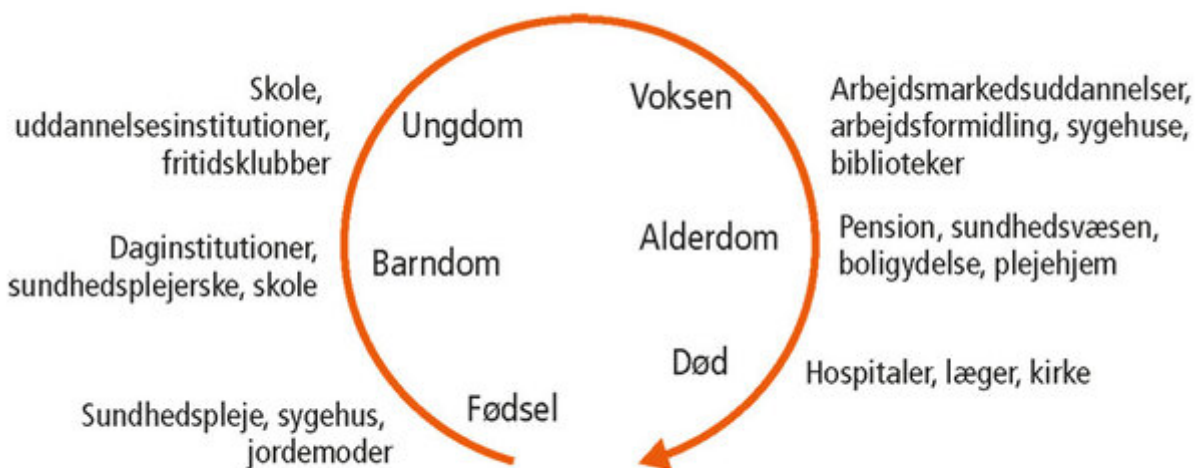 Skole,
uddannelsesinstitutioner,
fritidsklubber
Ungdom
Voksen
Arbejdsmarkedsuddannelser,
arbejdsformidling, sygehuse,
biblioteker
Daginstitutioner,
sundhedsplejerske, skole
Barndom
Alderdom
Pension, sundhedsvæsen,
boligydelse, plejehjem
Sundhedspleje, sygehus,
jordemoder
Fødsel
Død
Hospitaler, læger, kirke